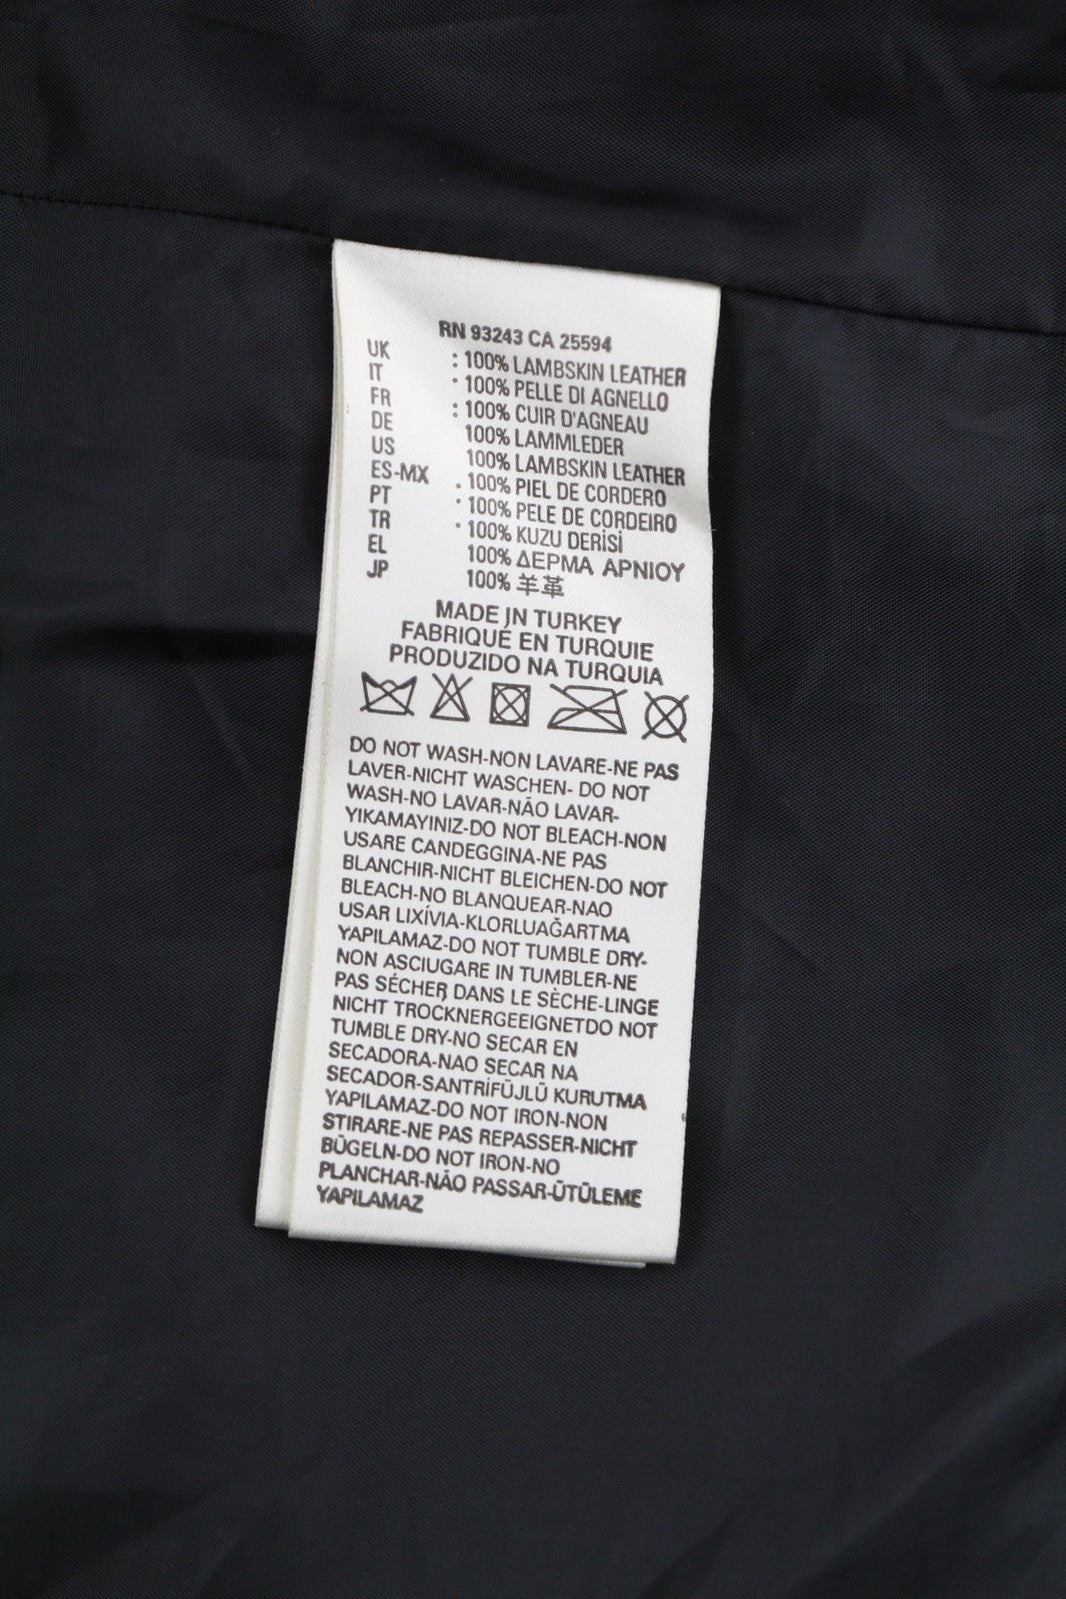 RN 93243 CA 25594
UK : 100% LAMBSKIN LEATHER
IT : 100% PELLE DI AGNELLO
FR : 100% CUIR D'AGNEAU
DE 100% LAMMLEDER
US 100% LAMBSKIN LEATHER
ES-MX : 100% PIEL DE CORDERO
PT : 100% PELE DE CORDEIRO
TR : 100% KUZU DERİSİ
EL 100% ΔΕΡΜΑ ΑΡΝΙΟΥ
JP 100% 羊革
MADE IN TURKEY
FABRIQUÉ EN TURQUIE
PRODUZIDO NA TURQUIA
DO NOT WASH-NON LAVARE-NE PAS
LAVER-NICHT WASCHEN- DO NOT
WASH-NO LAVAR-NÃO LAVAR-
YIKAMAYINIZ-DO NOT BLEACH-NON
USARE CANDEGGINA-NE PAS
BLANCHIR-NICHT BLEICHEN-DO NOT
BLEACH-NO BLANQUEAR-NAO
USAR LIXÍVIA-KLORLUAĞARTMA
YAPILAMAZ-DO NOT TUMBLE DRY-
NON ASCIUGARE IN TUMBLER-NE
PAS SÉCHER DANS LE SÈCHE-LINGE
NICHT TROCKNERGEEIGNETDO NOT
TUMBLE DRY-NO SECAR EN
SECADORA-NAO SECAR NA
SECADOR-SANTRİFÜJLÜ KURUTMA
YAPILAMAZ-DO NOT IRON-NON
STIRARE-NE PAS REPASSER-NICHT
BÜGELN-DO NOT IRON-NO
PLANCHAR-NÃO PASSAR-ÜTÜLEME
YAPILAMAZ